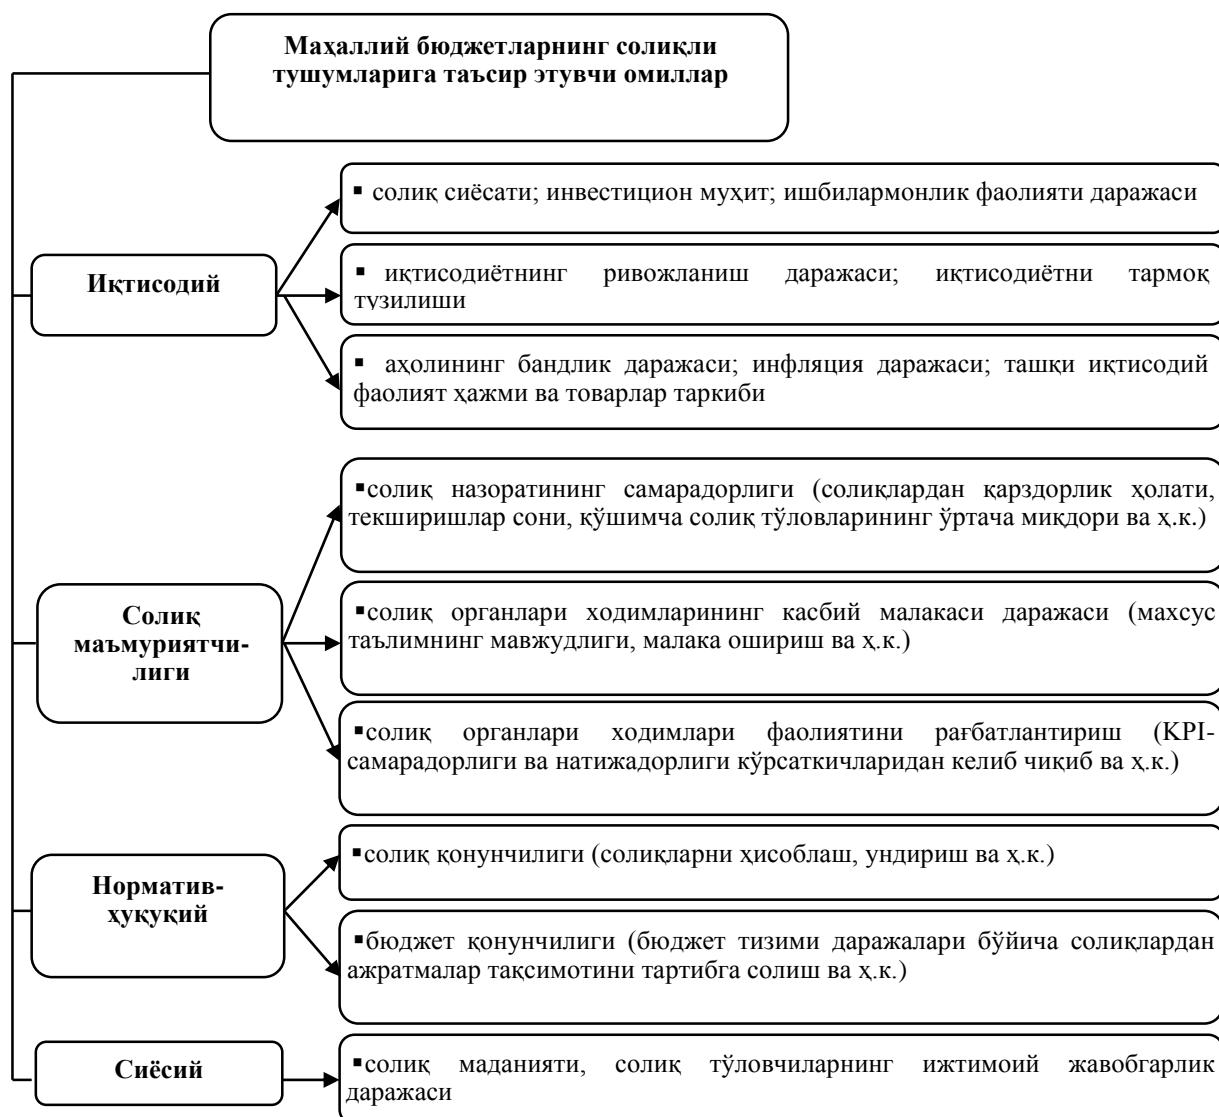 Маҳаллий бюджетларнинг солиқли
тушумларига таъсир этувчи омиллар
▪ солиқ сиёсати; инвестицион муҳит; ишбилармонлик фаолияти даражаси
Иқтисодий
▪ иқтисодиётнинг ривожланиш даражаси; иқтисодиётни тармоқ
тузилиши
▪ аҳолининг бандлик даражаси; инфляция даражаси; ташқи иқтисодий
фаолият ҳажми ва товарлар таркиби
▪солиқ назоратининг самарадорлиги (солиқлардан қарздорлик ҳолати,
текширишлар сони, қўшимча солиқ тўловларининг ўртача миқдори ва ҳ.к.)
Солиқ
маъмуриятчи-
лиги
▪солиқ органлари ходимларининг касбий малакаси даражаси (махсус
таълимнинг мавжудлиги, малака ошириш ва ҳ.к.)
▪солиқ органлари ходимлари фаолиятини рағбатлантириш (KPI-
самарадорлиги ва натижадорлиги кўрсаткичларидан келиб чиқиб ва ҳ.к.)
▪солиқ қонунчилиги (солиқларни ҳисоблаш, ундириш ва ҳ.к.)
Норматив-
ҳуқуқий
▪бюджет қонунчилиги (бюджет тизими даражалари бўйича солиқлардан
ажратмалар тақсимотини тартибга солиш ва ҳ.к.)
Сиёсий
▪солиқ маданияти, солиқ тўловчиларнинг ижтимоий жавобгарлик
даражаси